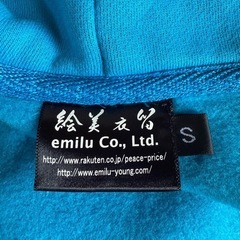 絵美衣留
emilu Co., Ltd.
http://www.rakuten.co.jp/peace-price/
http://www.emilu-young.com/
S